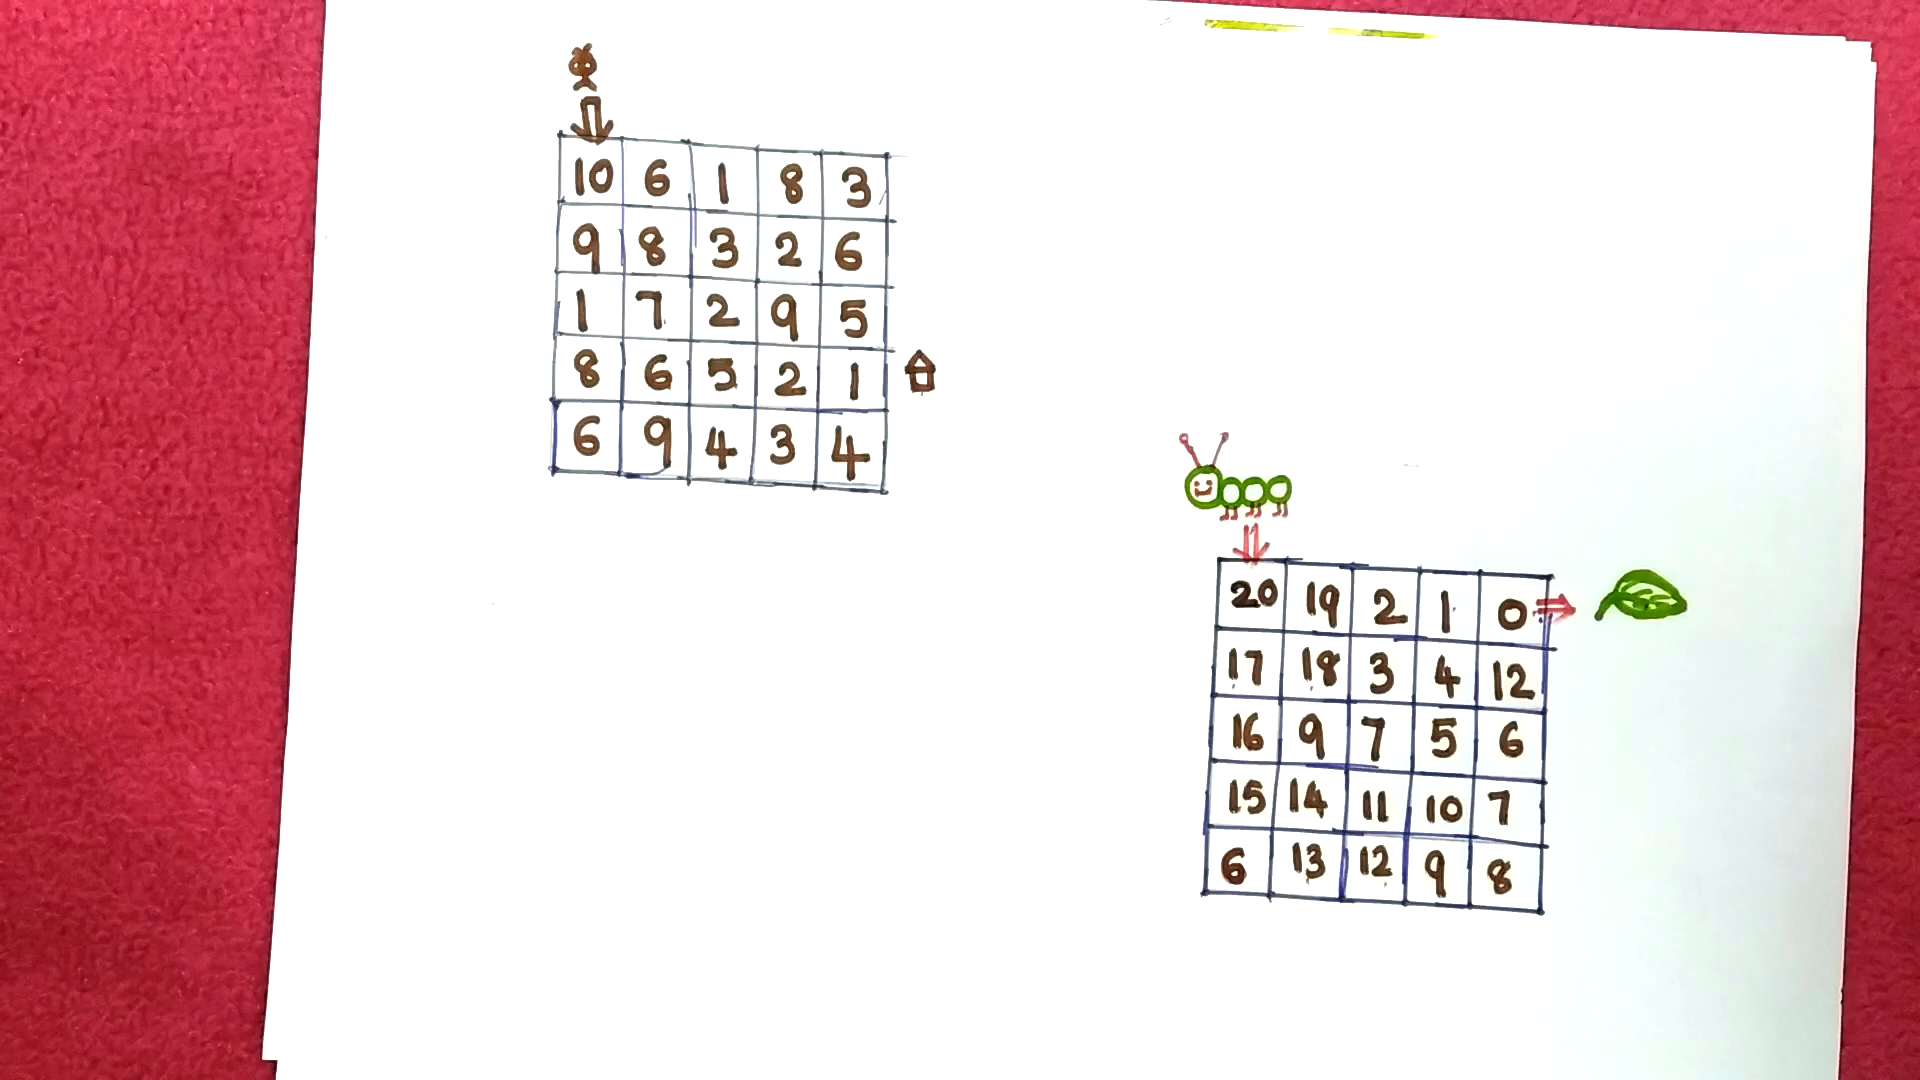 10 6 1 8 3
9 8 3 2 6
1 7 2 9 5
8 6 5 2 1
6 9 4 3 4
20 19 2 1 0
17 18 3 4 12
16 9 7 5 6
15 14 11 10 7
6 13 12 9 8